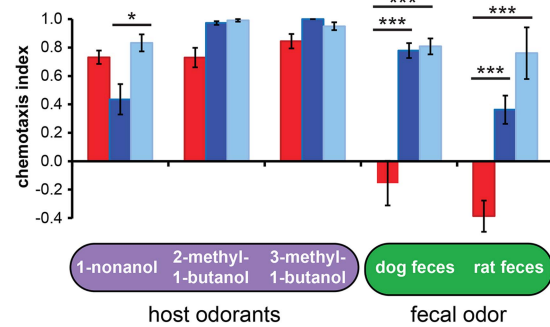 ***
*
***
***
***
1.0
0.8
0.6
0.4
0.2
0.0
-0.2
-0.4
chemotaxis index
1-nonanol
2-methyl-
1-butanol
3-methyl-
1-butanol
dog feces
rat feces
host odorants
fecal odor